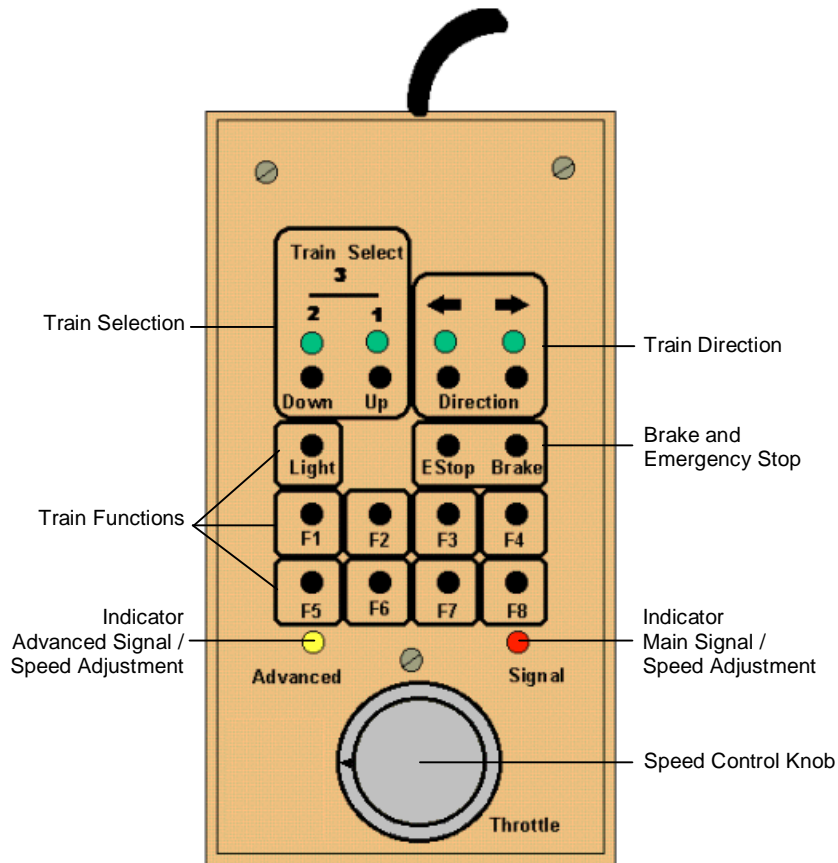 Train Select
3
2 1
Train Selection
Train Direction
Down Up
Direction
Brake and
Emergency Stop
Light
EStop Brake
Train Functions
F1 F2 F3 F4
F5 F6 F7 F8
Indicator
Advanced Signal /
Speed Adjustment
Indicator
Main Signal /
Speed Adjustment
Advanced
Signal
Speed Control Knob
Throttle